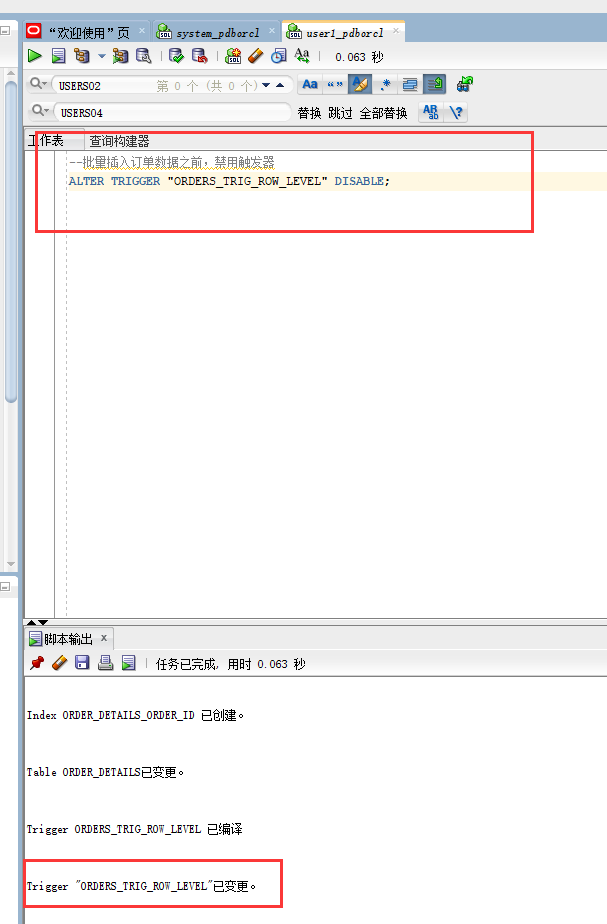 “欢迎使用”页
system_pdborcl
user1_pdborcl
0.063 秒
USERS02
第 0 个 (共 0 个)
Aa
“”
.*
USERS04
替换 跳过 全部替换
AB
\?
工作表
查询构建器
--批量插入订单数据之前，禁用触发器
ALTER TRIGGER "ORDERS_TRIG_ROW_LEVEL" DISABLE;
脚本输出
任务已完成, 用时 0.063 秒
Index ORDER_DETAILS_ORDER_ID 已创建。
Table ORDER_DETAILS已变更。
Trigger ORDERS_TRIG_ROW_LEVEL 已编译
Trigger "ORDERS_TRIG_ROW_LEVEL"已变更。